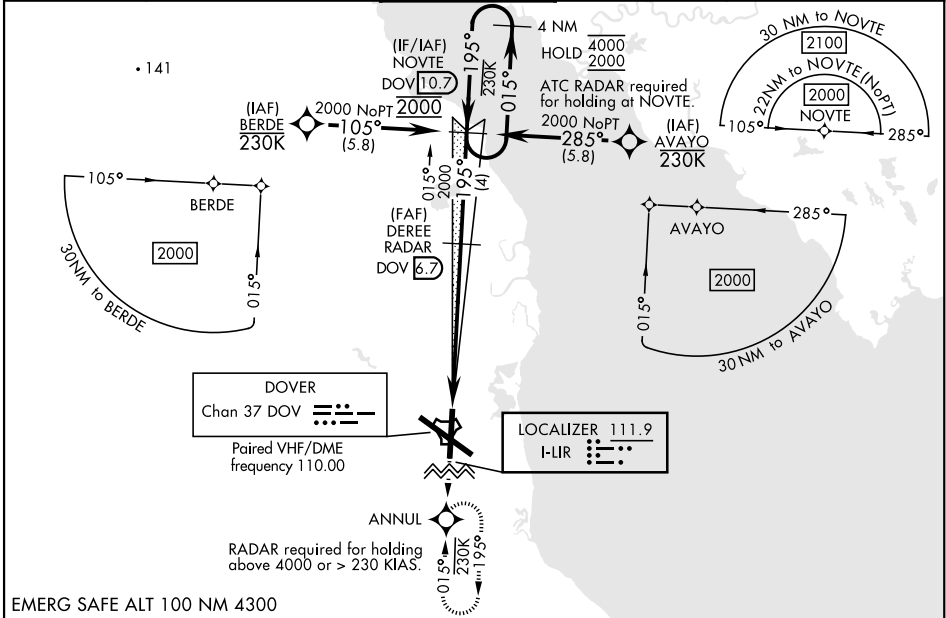 4 NM
HOLD 4000
2000
195°
230K
015°
(IF/IAF)
NOVTE
DOV 10.7
2000
• 141
ATC RADAR required
for holding at NOVTE.
30 NM to NOVTE
2100
22NM to NOVTE (NoPT)
2000
NOVTE
105°
285°
(IAF)
BERDE
230K
2000 NoPT
105°
(5.8)
2000 NoPT
285°
(5.8)
(IAF)
AVAYO
230K
015°
2000
195°
(4)
105°
BERDE
2000
015°
30NM to BERDE
(FAF)
DEREE
RADAR
DOV 6.7
285°
AVAYO
2000
015°
30 NM to AVAYO
DOVER
Chan 37 DOV
Paired VHF/DME
frequency 110.00
LOCALIZER 111.9
I-LIR
ANNUL
RADAR required for holding
above 4000 or > 230 KIAS.
015°
230K
195°
EMERG SAFE ALT 100 NM 4300